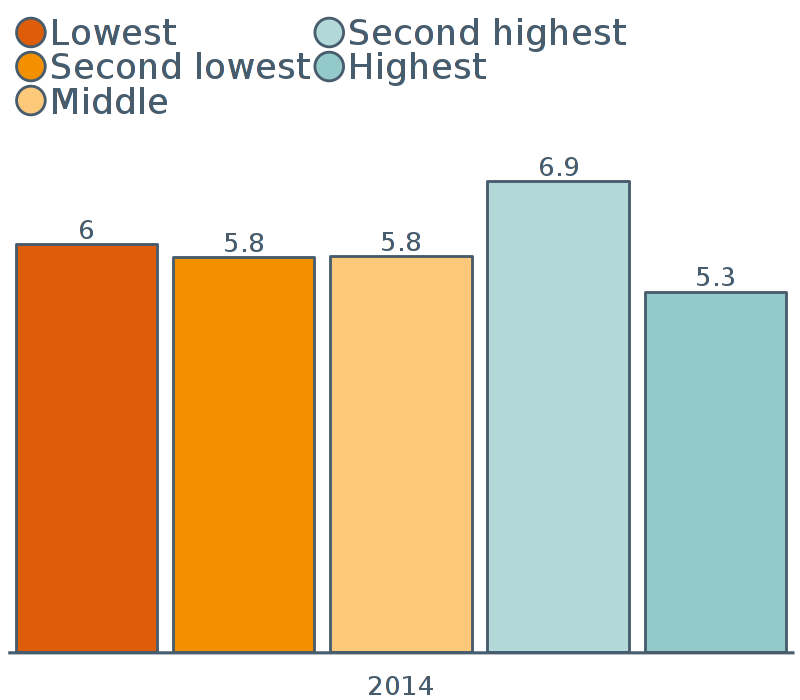 Lowest
Second lowest
Middle
Second highest
Highest
6
5.8
5.8
6.9
5.3
2014